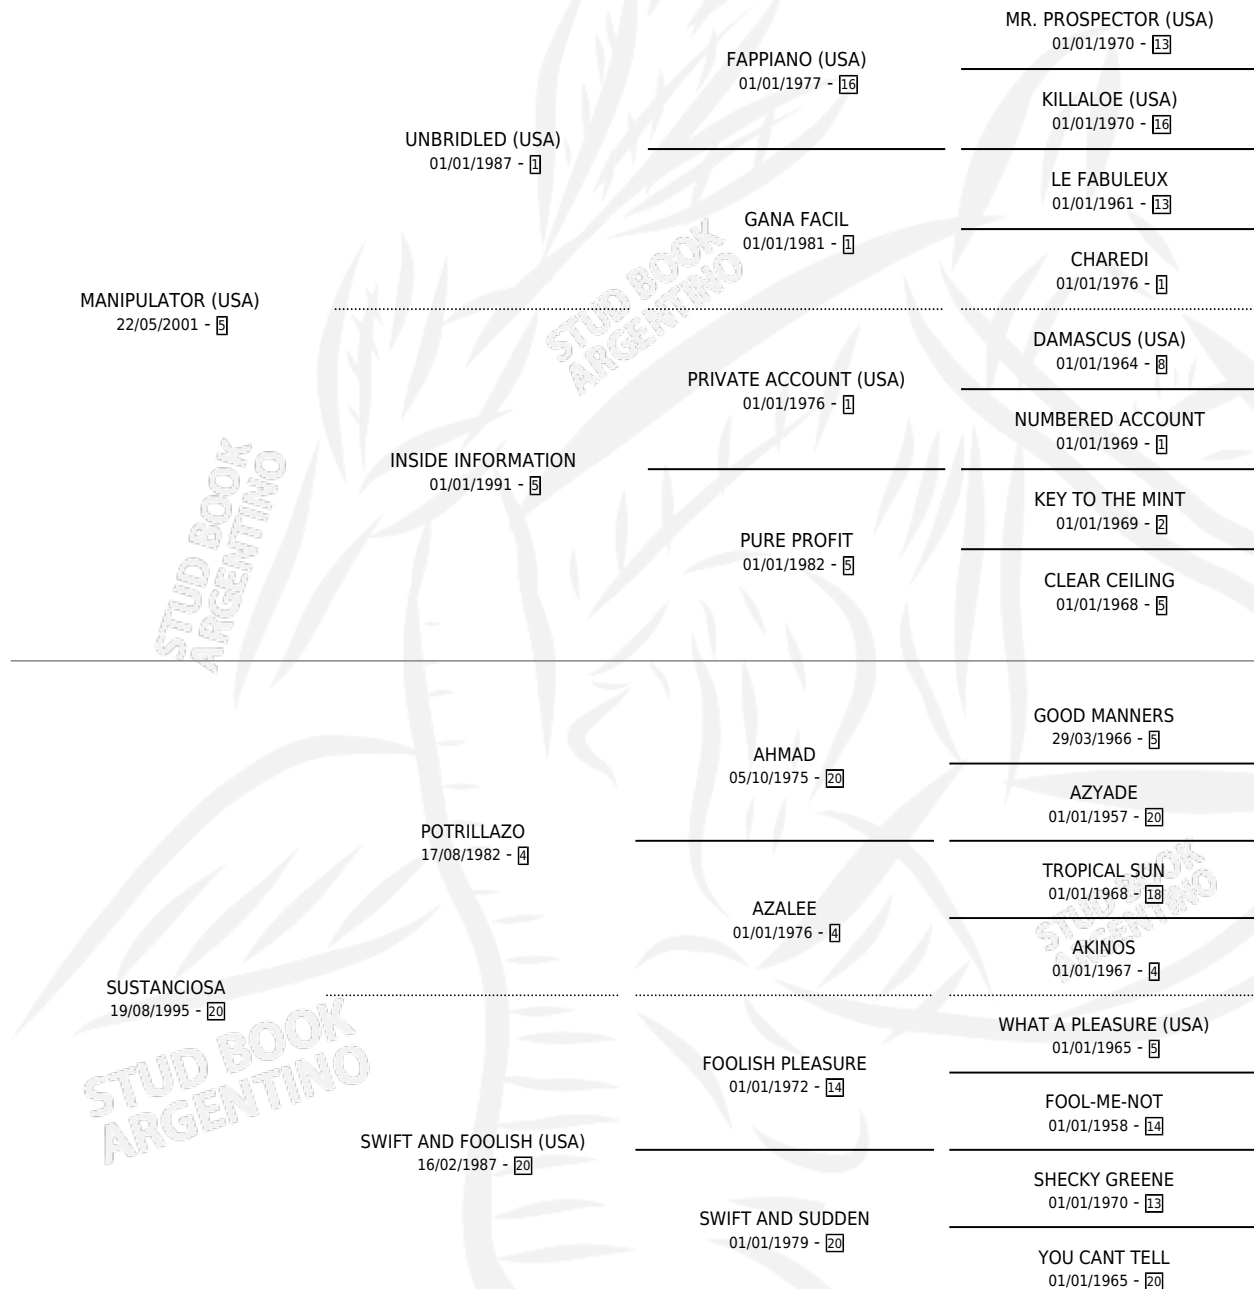 MR. PROSPECTOR (USA)
01/01/1970 - 13
FAPPIANO (USA)
01/01/1977 - 16
KILLALOE (USA)
01/01/1970 - 16
UNBRIDLED (USA)
01/01/1987 - 1
LE FABULEUX
01/01/1961 - 13
GANA FACIL
01/01/1981 - 1
CHAREDI
01/01/1976 - 1
MANIPULATOR (USA)
22/05/2001 - 5
STUD BOOK
ARGENTINO
DAMASCUS (USA)
01/01/1964 - 8
PRIVATE ACCOUNT (USA)
01/01/1976 - 1
NUMBERED ACCOUNT
01/01/1969 - 1
INSIDE INFORMATION
01/01/1991 - 5
KEY TO THE MINT
01/01/1969 - 2
PURE PROFIT
01/01/1982 - 5
CLEAR CEILING
01/01/1968 - 5
STUD BOOK
ARGENTINO
GOOD MANNERS
29/03/1966 - 5
AHMAD
05/10/1975 - 20
AZYADE
01/01/1957 - 20
POTRILLAZO
17/08/1982 - 4
TROPICAL SUN
01/01/1968 - 18
AZALEE
01/01/1976 - 4
AKINOS
01/01/1967 - 4
STUD BOOK
ARGENTINO
SUSTANCIOSA
19/08/1995 - 20
STUD BOOK
ARGENTINO
WHAT A PLEASURE (USA)
01/01/1965 - 5
FOOLISH PLEASURE
01/01/1972 - 14
FOOL-ME-NOT
01/01/1958 - 14
SWIFT AND FOOLISH (USA)
16/02/1987 - 20
SHECKY GREENE
01/01/1970 - 13
SWIFT AND SUDDEN
01/01/1979 - 20
YOU CANT TELL
01/01/1965 - 20